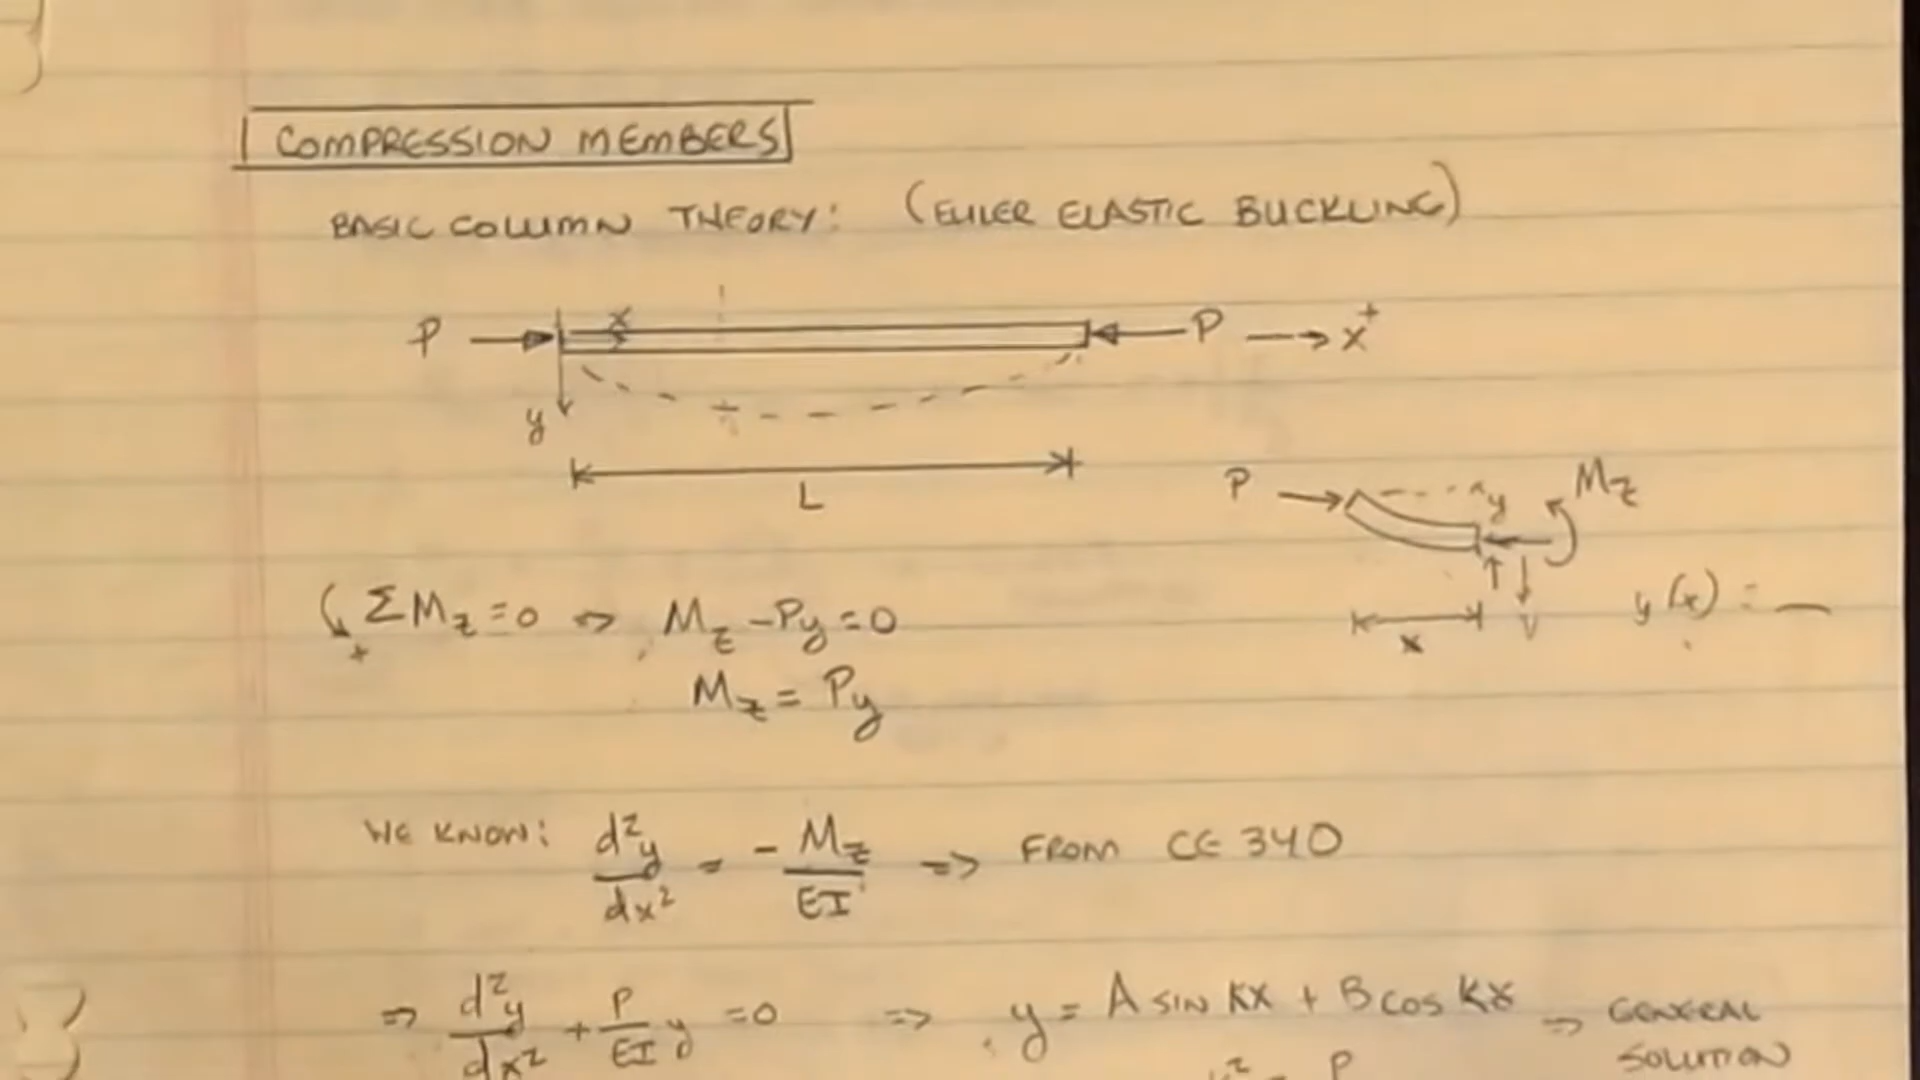 COMPRESSION MEMBERS
BASIC COLUMN THEORY: (EULER ELASTIC BUCKLING)
P x P → x+
y
L
P y Mz
x V y(x) = __
+ ΣMz = 0 ⇒ Mz - Py = 0
Mz = Py
WE KNOW: d²y/dx² = - Mz/EI ⇒ FROM CE 340
⇒ d²y/dx² + P/EI y = 0 ⇒ y = A SIN KX + B COS KX ⇒ GENERAL
SOLUTION
P